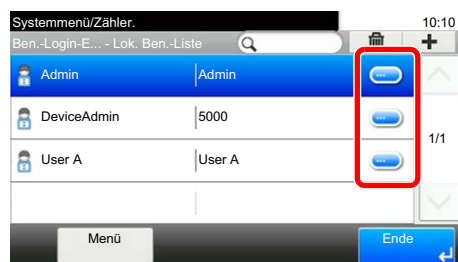 Systemmenü/Zähler. 10:10
Ben.-Login-E... - Lok. Ben.-Liste
Admin Admin
DeviceAdmin 5000
1/1
User A User A
Menü Ende